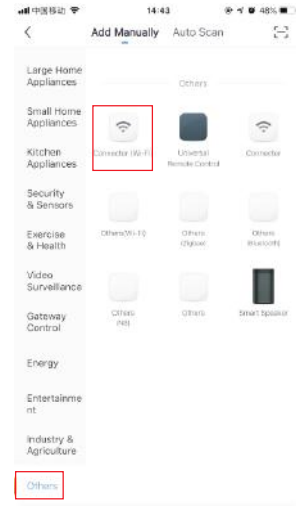 中国移动 14:43 48%
Add Manually Auto Scan
Large Home
Appliances
Small Home
Appliances
Kitchen
Appliances
Security
& Sensors
Exercise
& Health
Video
Surveillance
Gateway
Control
Energy
Entertainme
nt
Industry &
Agriculture
Others
Others
Connector (Wi-Fi)
Universal
Remote Control
Connector
Others(Wi-Fi)
Others
(Zigbee)
Others
(Bluetooth)
Others
(NB)
Others
Smart Speaker